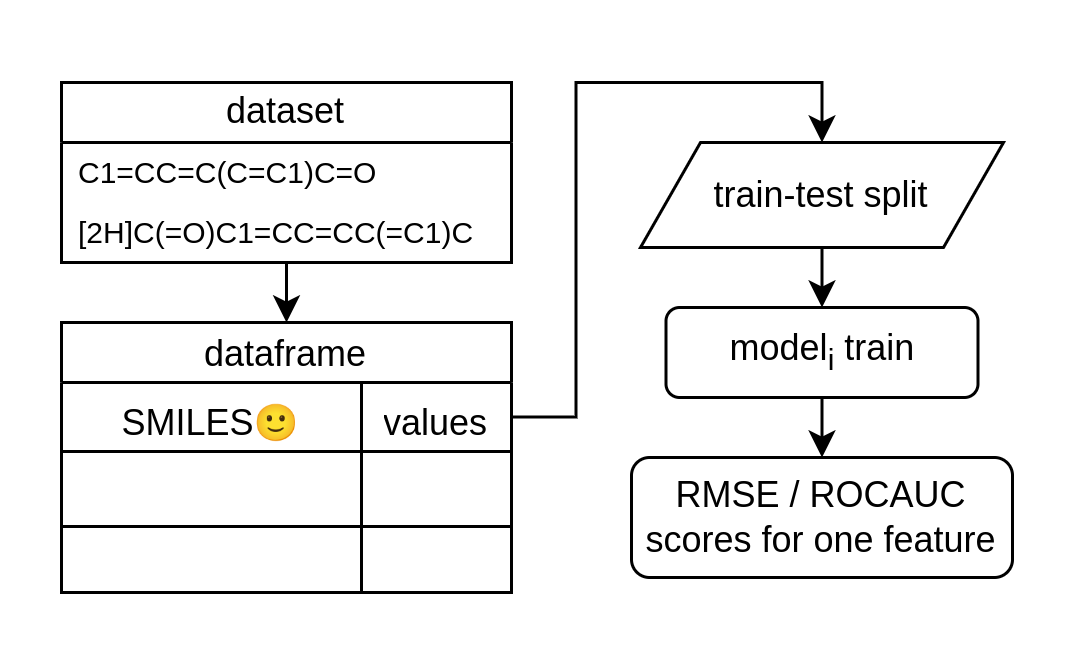 dataset
C1=CC=C(C=C1)C=O
[2H]C(=O)C1=CC=CC(=C1)C
dataframe
SMILES🙂 values
train-test split
modelᵢ train
RMSE / ROCAUC
scores for one feature